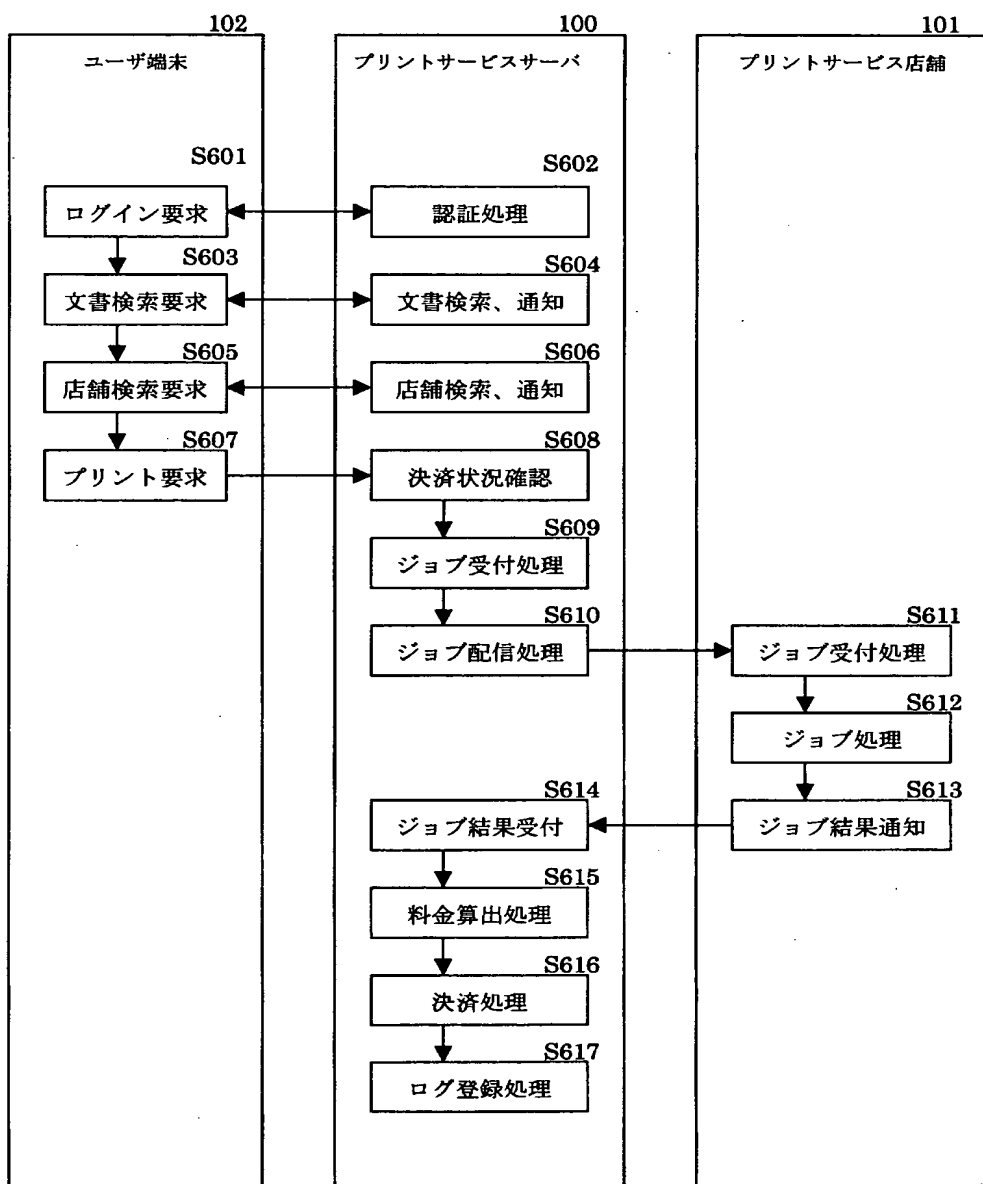 102
100
101
ユーザ端末
プリントサービスサーバ
プリントサービス店舗
S601
S602
ログイン要求
認証処理
S603
S604
文書検索要求
文書検索、通知
S605
S606
店舗検索要求
店舗検索、通知
S607
S608
プリント要求
決済状況確認
S609
ジョブ受付処理
S610
S611
ジョブ配信処理
ジョブ受付処理
S612
ジョブ処理
S614
S613
ジョブ結果受付
ジョブ結果通知
S615
料金算出処理
S616
決済処理
S617
ログ登録処理